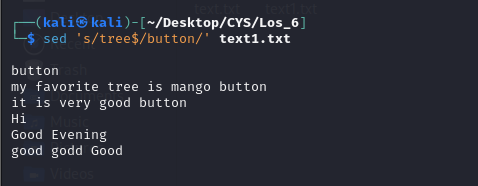 ┌──(kali㉿kali)-[~/Desktop/CYS/Los_6]
└─$ sed 's/tree$/button/' text1.txt
button
my favorite tree is mango button
it is very good button
Hi
Good Evening
good godd Good